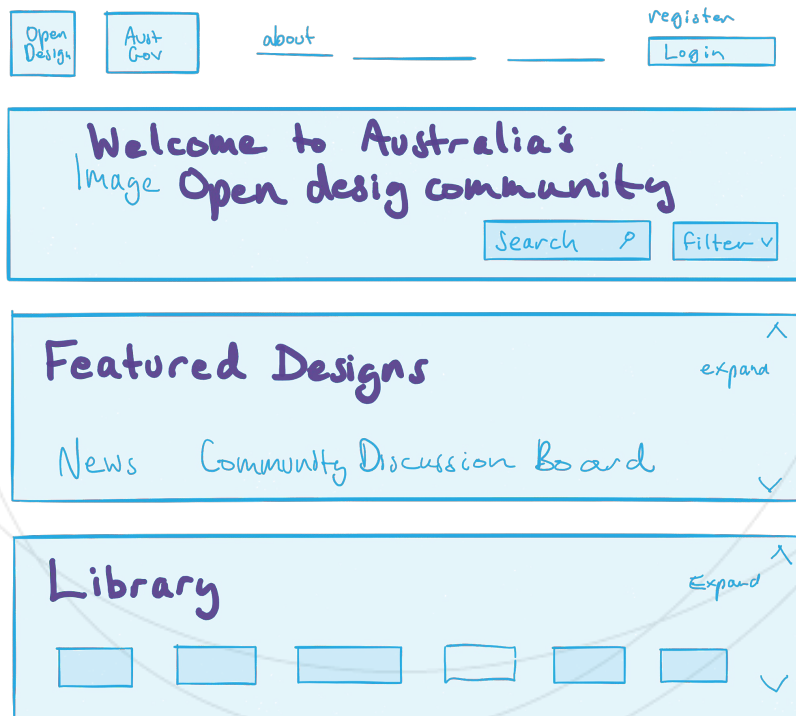 Open
Design
Aust
Gov
about
register
Login
Welcome to Australia's
Image Open desig community
Search
Filter
Featured Designs
expand
News Community Discussion Board
Library
Expand